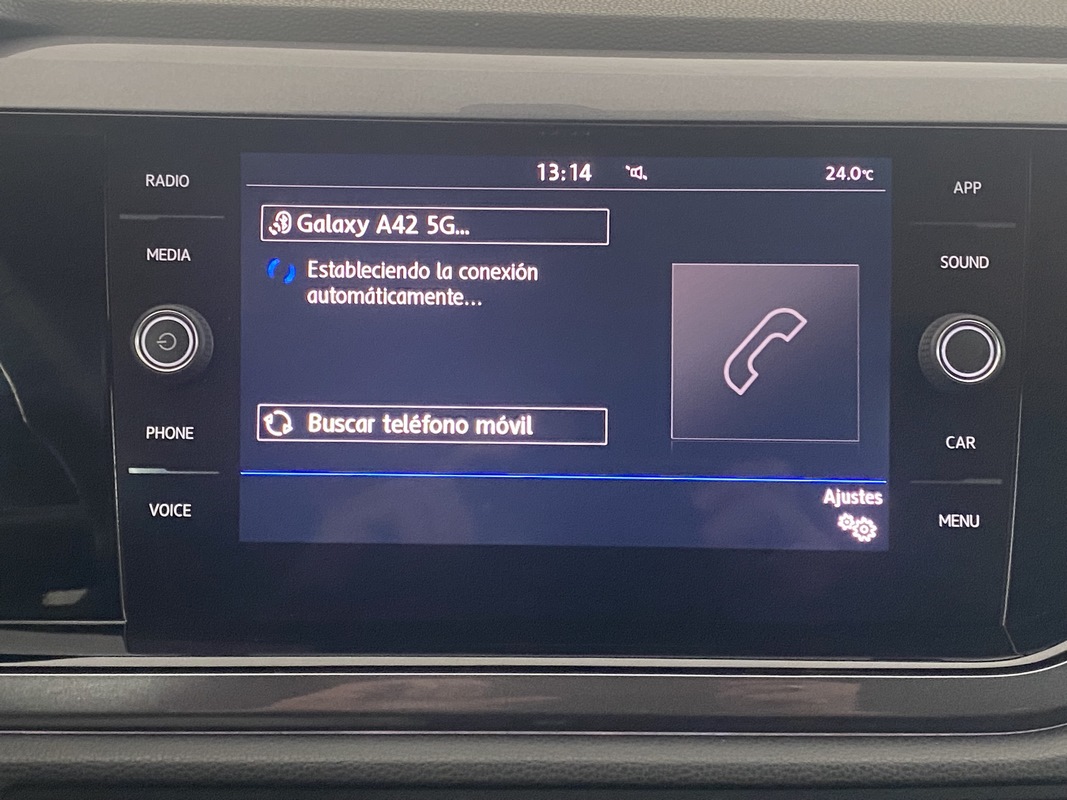 RADIO
MEDIA
PHONE
VOICE
13:14
24.0°C
Galaxy A42 5G...
Estableciendo la conexión
automáticamente...
Buscar teléfono móvil
Ajustes
APP
SOUND
CAR
MENU